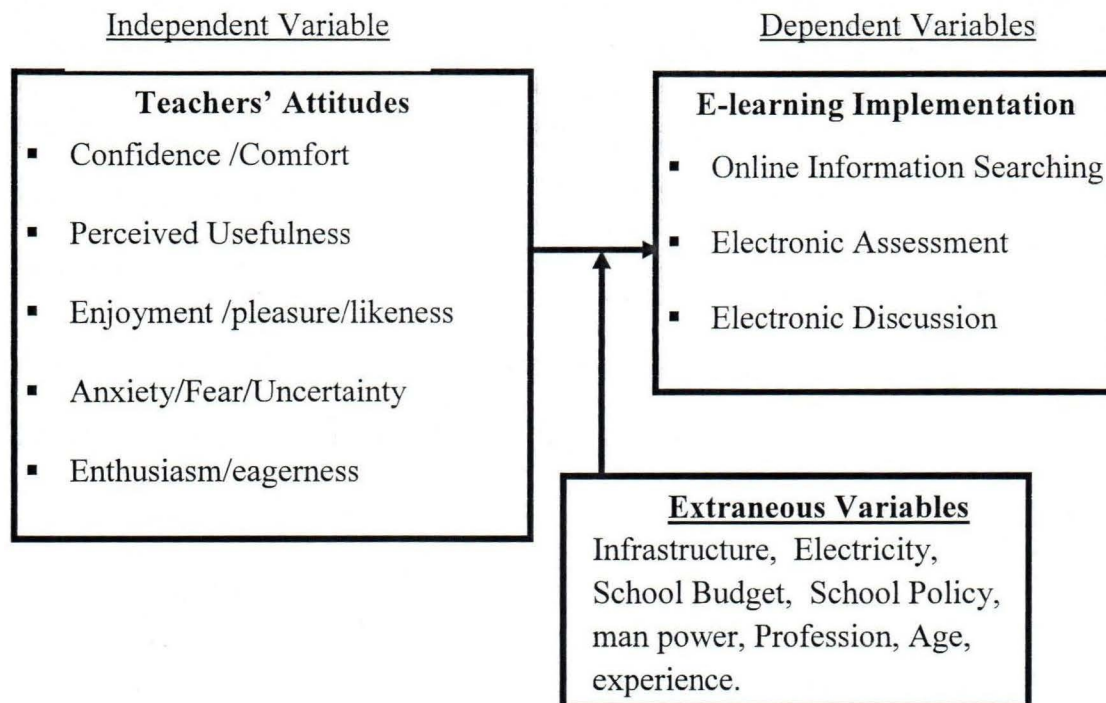 Independent Variable
Teachers’ Attitudes
▪ Confidence /Comfort
▪ Perceived Usefulness
▪ Enjoyment /pleasure/likeness
▪ Anxiety/Fear/Uncertainty
▪ Enthusiasm/eagerness
Dependent Variables
E-learning Implementation
▪ Online Information Searching
▪ Electronic Assessment
▪ Electronic Discussion
Extraneous Variables
Infrastructure, Electricity,
School Budget, School Policy,
man power, Profession, Age,
experience.